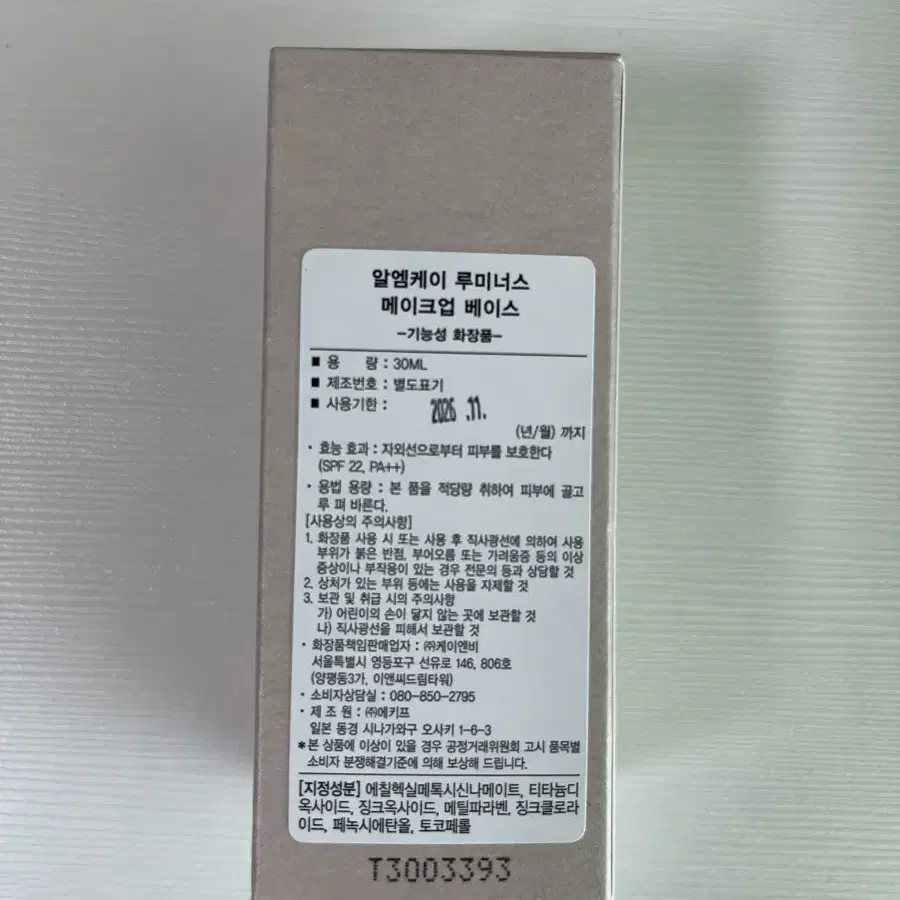 알엠케이 루미너스
메이크업 베이스
-기능성 화장품-
■ 용 량 : 30ML
■ 제조번호 : 별도표기
■ 사용기한 : 2026 .11.
(년/월) 까지
· 효능 효과 : 자외선으로부터 피부를 보호한다
(SPF 22, PA++)
· 용법 용량 : 본 품을 적당량 취하여 피부에 골고
루 펴 바른다.
[사용상의 주의사항]
1. 화장품 사용 시 또는 사용 후 직사광선에 의하여 사용
부위가 붉은 반점, 부어오름 또는 가려움증 등의 이상
증상이나 부작용이 있는 경우 전문의 등과 상담할 것
2. 상처가 있는 부위 등에는 사용을 자제할 것
3. 보관 및 취급 시의 주의사항
가) 어린이의 손이 닿지 않는 곳에 보관할 것
나) 직사광선을 피해서 보관할 것
· 화장품책임판매업자 : ㈜케이엔비
서울특별시 영등포구 선유로 146, 806호
(양평동3가, 이앤씨드림타워)
· 소비자상담실 : 080-850-2795
· 제 조 원 : ㈜에키프
일본 동경 시나가와구 오사키 1-6-3
*본 상품에 이상이 있을 경우 공정거래위원회 고시 품목별
소비자 분쟁해결기준에 의해 보상해 드립니다.
[지정성분] 에칠헥실메톡시신나메이트, 티타늄디
옥사이드, 징크옥사이드, 메틸파라벤, 징크클로라
이드, 페녹시에탄올, 토코페롤
T3003393